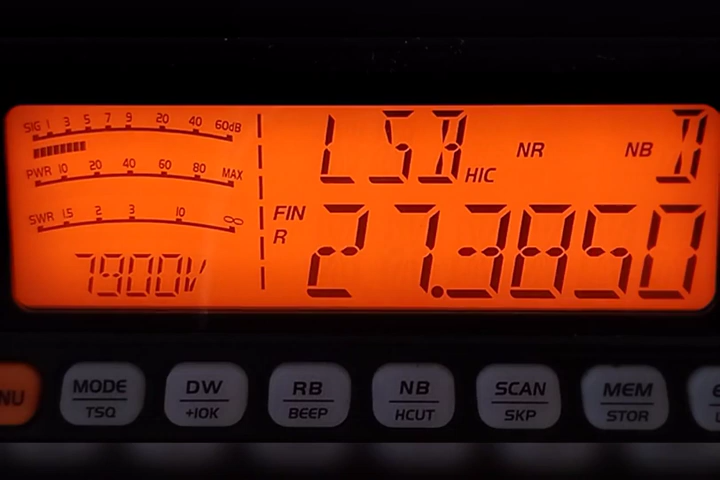 SIG 1 3 5 7 9 20 40 60dB
PWR 10 20 40 60 80 MAX
SWR 1.5 2 3 10 ∞
7900V
LSB HIC NR NB D
FIN
R
27.3850
NU
MODE
TSQ
DW
+10K
RB
BEEP
NB
HCUT
SCAN
SKP
MEM
STOR